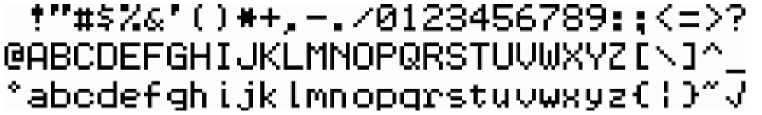 !"#$%&'()*+,-./0123456789:;<=>?
@ABCDEFGHIJKLMNOPQRSTUVWXYZ[\]^_
°abcdefghijklmnopqrstuvwxyz{¦}~√